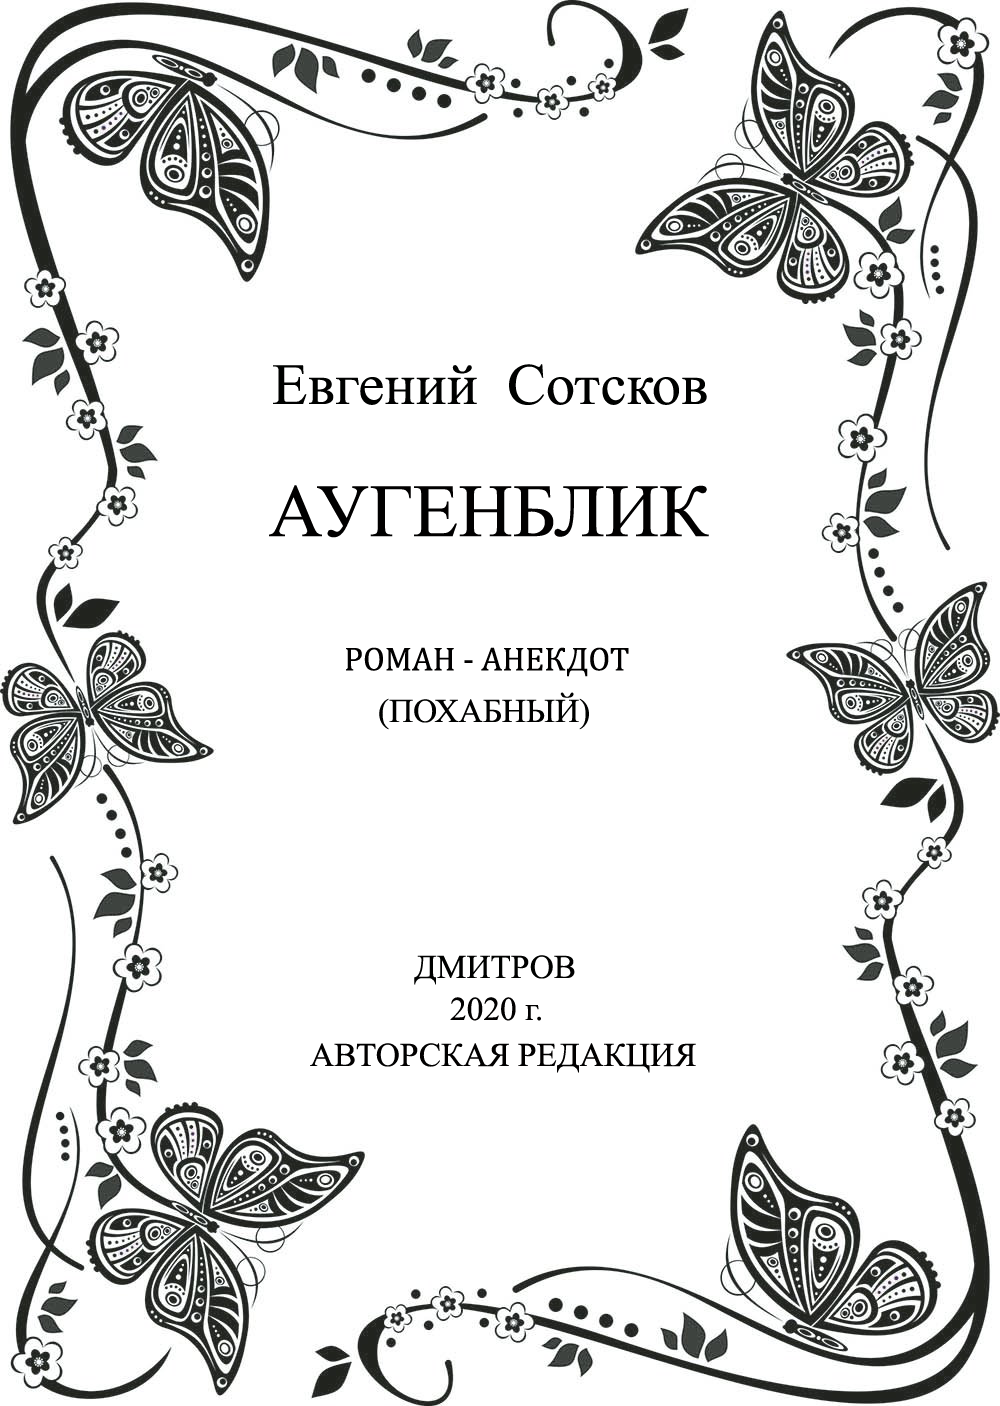 Евгений Сотсков
АУГЕНБЛИК
РОМАН - АНЕКДОТ
(ПОХАБНЫЙ)
ДМИТРОВ
2020 г.
АВТОРСКАЯ РЕДАКЦИЯ